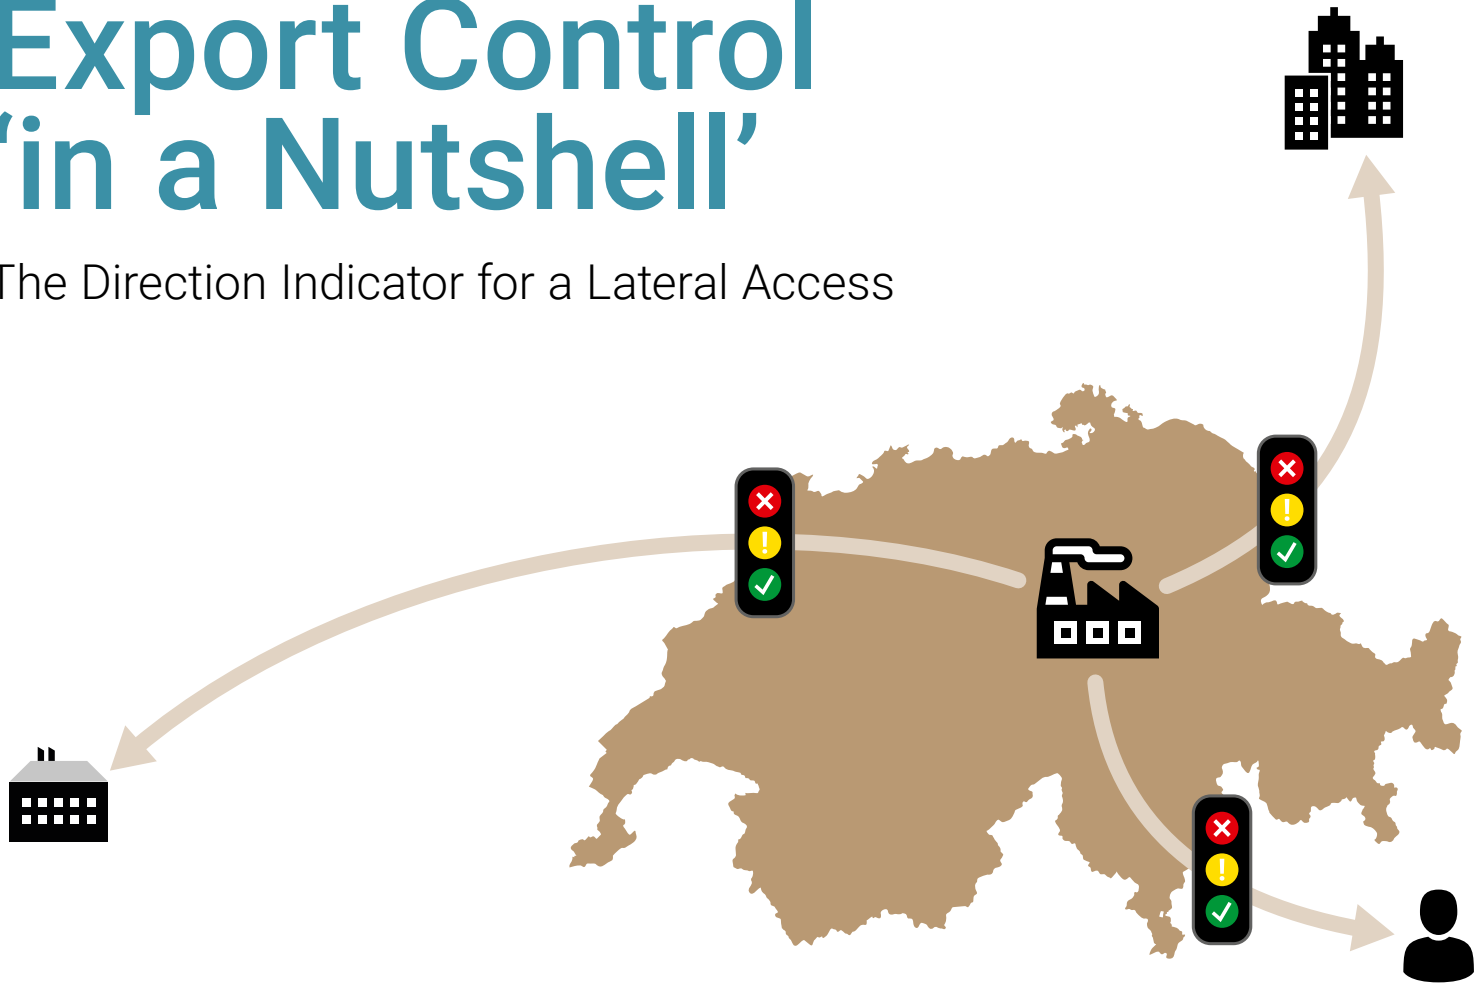 Export Control
‘in a Nutshell’
The Direction Indicator for a Lateral Access